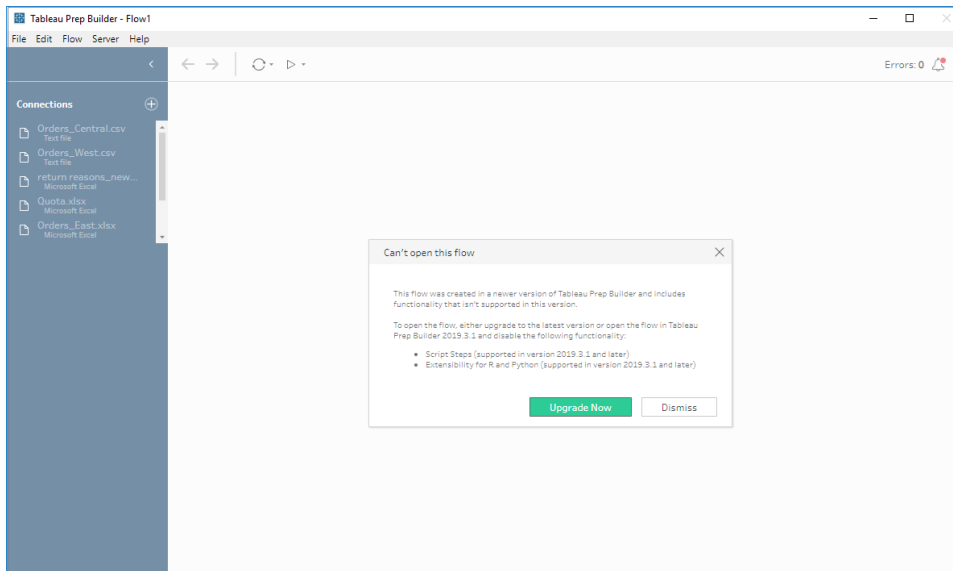 Tableau Prep Builder - Flow1
File Edit Flow Server Help
Errors: 0
Connections
Orders_Central.csv
Text file
Orders_West.csv
Text file
return reasons_new...
Microsoft Excel
Quota.xlsx
Microsoft Excel
Orders_East.xlsx
Microsoft Excel
Can't open this flow
This flow was created in a newer version of Tableau Prep Builder and includes
functionality that isn't supported in this version.
To open the flow, either upgrade to the latest version or open the flow in Tableau
Prep Builder 2019.3.1 and disable the following functionality:
• Script Steps (supported in version 2019.3.1 and later)
• Extensibility for R and Python (supported in version 2019.3.1 and later)
Upgrade Now Dismiss